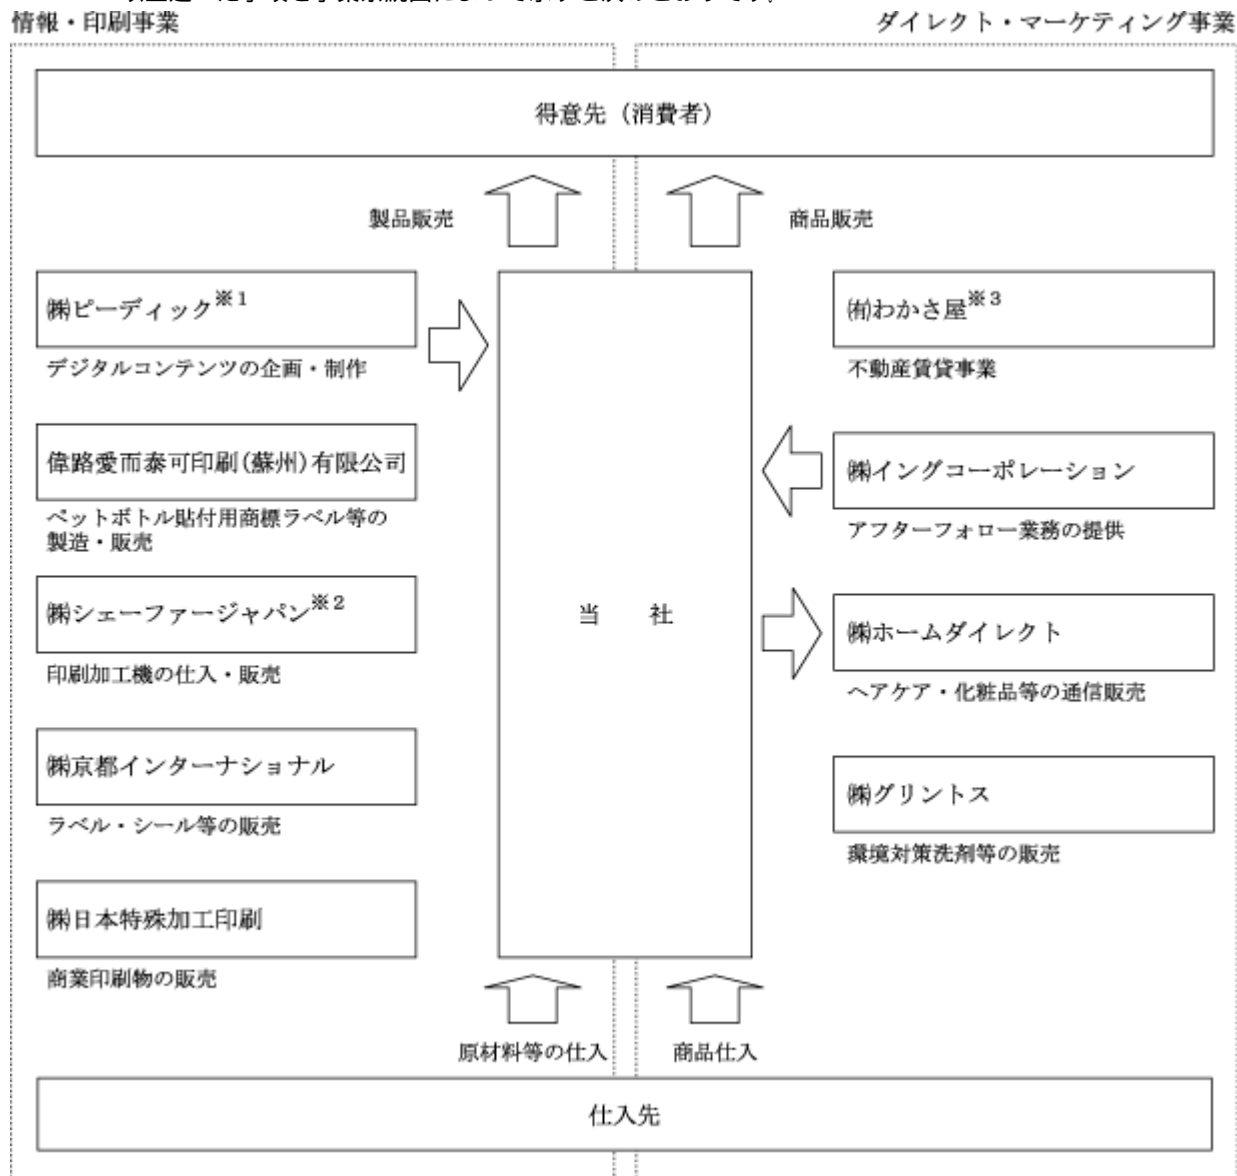 情報・印刷事業
ダイレクト・マーケティング事業
得意先（消費者）
製品販売
商品販売
㈱ピーディック※1
デジタルコンテンツの企画・制作
偉路愛而泰可印刷(蘇州)有限公司
ペットボトル貼付用商標ラベル等の
製造・販売
㈱シェーファージャパン※2
印刷加工機の仕入・販売
㈱京都インターナショナル
ラベル・シール等の販売
㈱日本特殊加工印刷
商業印刷物の販売
当　　社
㈲わかさ屋※3
不動産賃貸事業
㈱イングコーポレーション
アフターフォロー業務の提供
㈱ホームダイレクト
ヘアケア・化粧品等の通信販売
㈱グリントス
環境対策洗剤等の販売
原材料等の仕入
商品仕入
仕入先